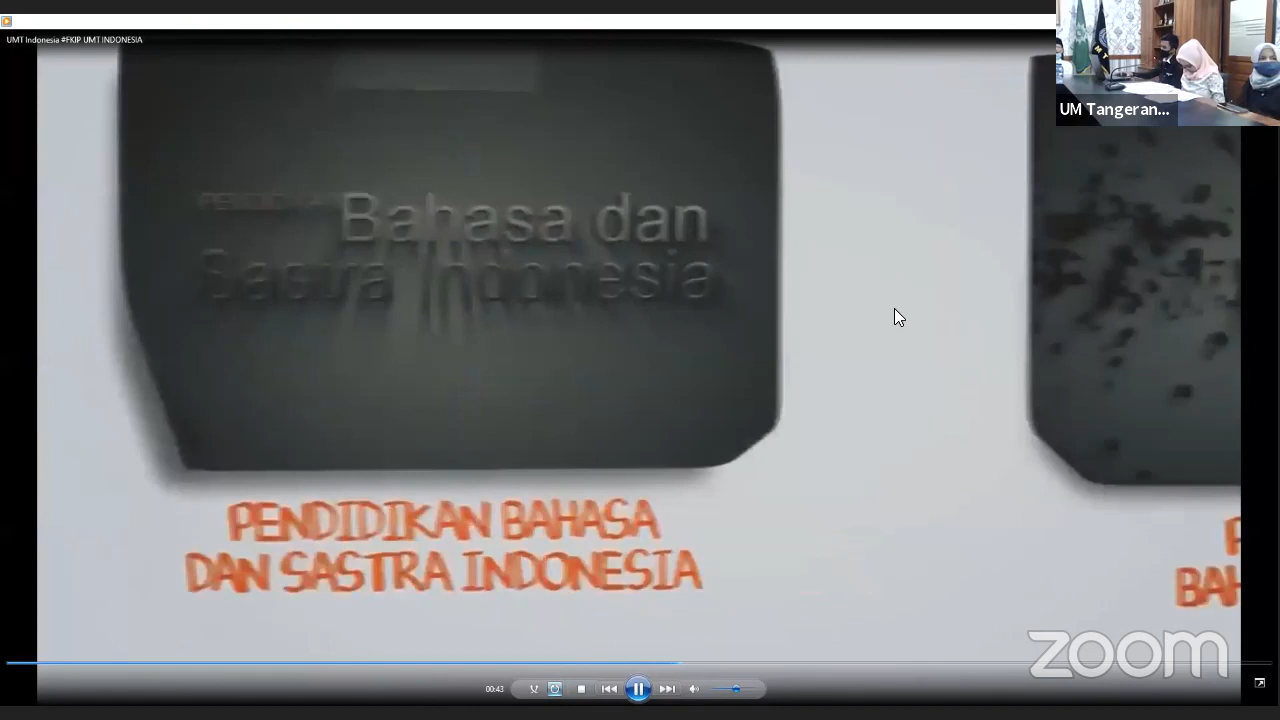 UMT Indonesia #FKIP UMT INDONESIA
UM Tangeran...
Bahasa dan
Sastra Indonesia
PENDIDIKAN BAHASA
DAN SASTRA INDONESIA
BAH
zoom
00:43